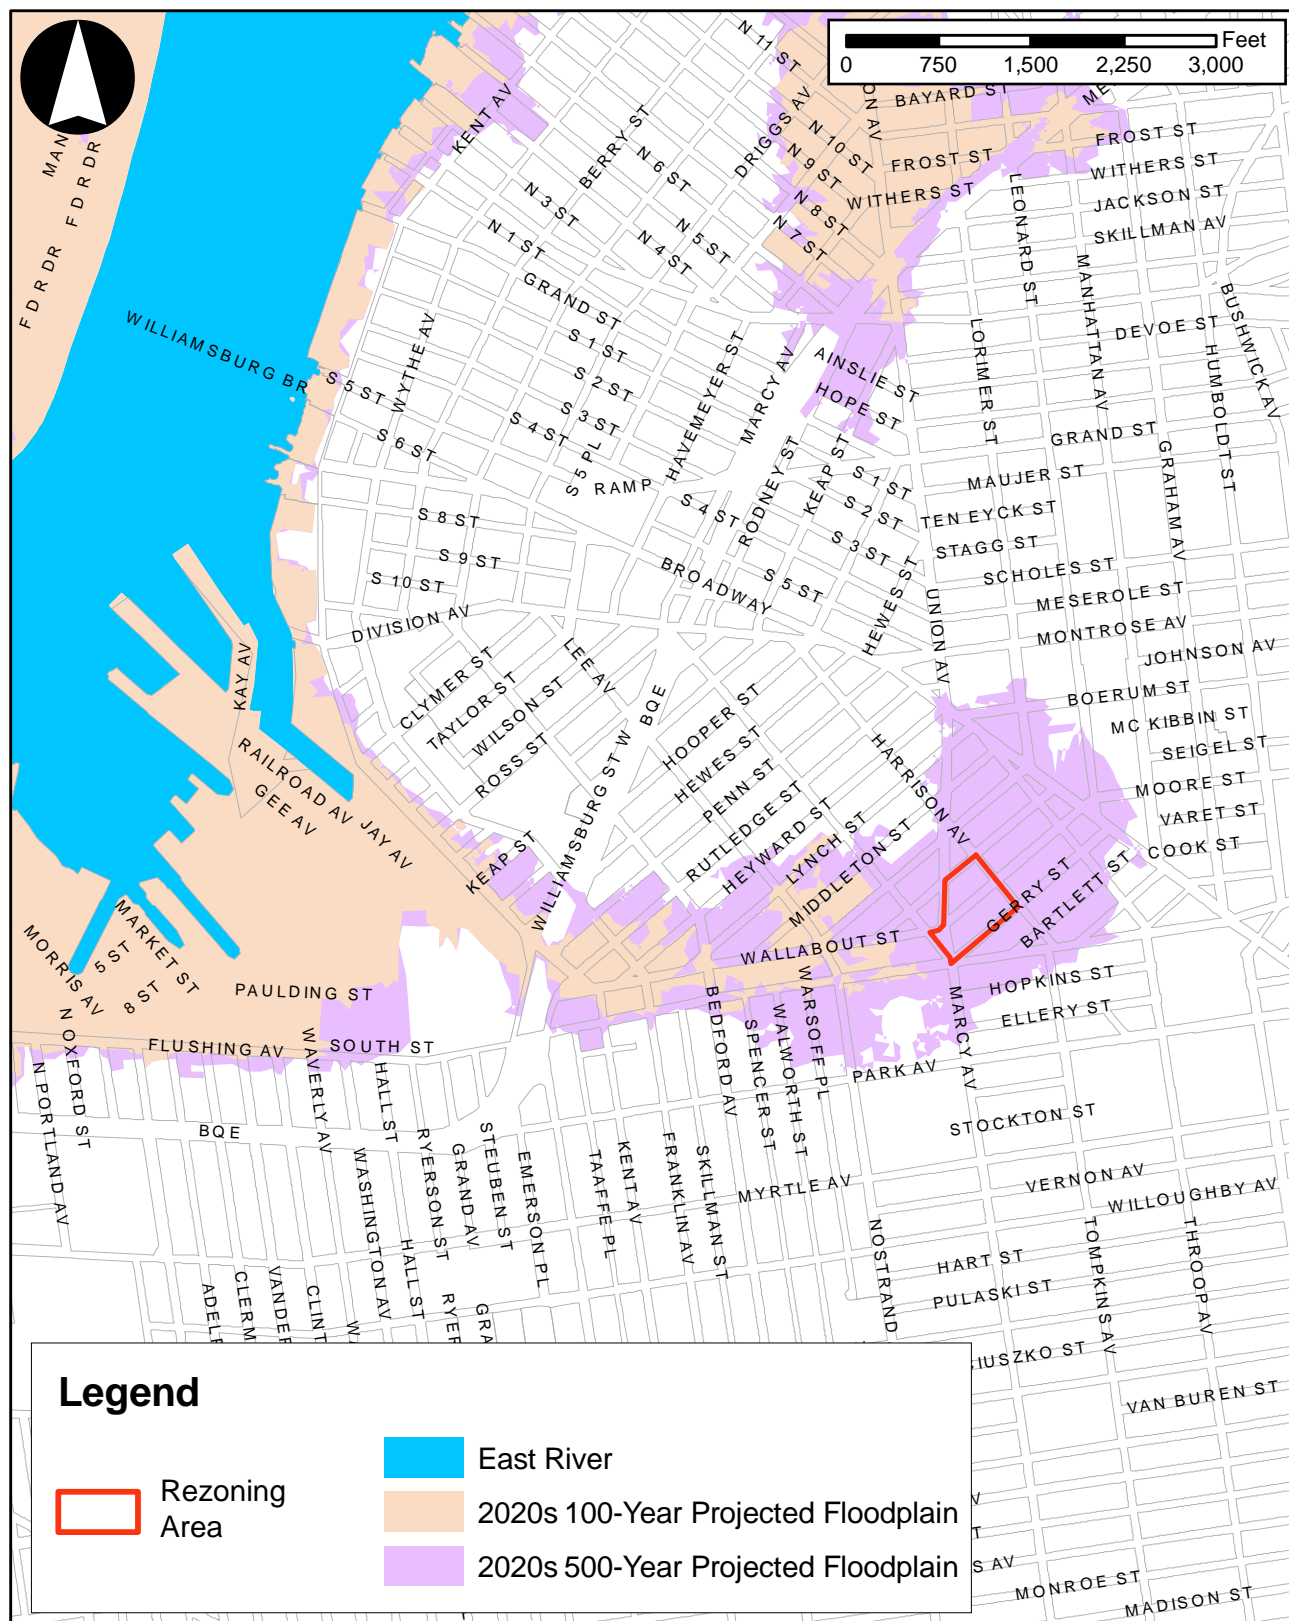 Feet
0 750 1,500 2,250 3,000
N 11 ST
ON AV
BAYARD ST
ME
MAN
FDR DR
FDR DR
KENT AV
BERRY ST
DRIGGS AV
N 10 ST
N 9 ST
N 8 ST
N 7 ST
FROST ST
FROST ST
WITHERS ST
WITHERS ST
JACKSON ST
SKILLMAN AV
N 6 ST
N 3 ST
N 5 ST
N 1 ST
N 4 ST
LEONARD ST
MANHATTAN AV
BUSHWICK AV
GRAND ST
WILLIAMSBURG BR
WYTHE AV
S 1 ST
S 2 ST
S 3 ST
S 4 ST
S 5 ST
S 6 ST
S 5 PL
RAMP
HAVEMEYER ST
MARCY AV
AINSLIE ST
HOPE ST
LORIMER ST
DEVOE ST
HUMBOLDT ST
GRAND ST
GRAHAM AV
MAUJER ST
TEN EYCK ST
STAGG ST
SCHOLES ST
MESEROLE ST
MONTROSE AV
JOHNSON AV
RODNEY ST
KEAP ST
S 1 ST
S 2 ST
S 3 ST
S 4 ST
S 5 ST
BROADWAY
HEWES ST
UNION AV
S 8 ST
S 9 ST
S 10 ST
DIVISION AV
KAY AV
CLYMER ST
TAYLOR ST
WILSON ST
ROSS ST
LEE AV
WILLIAMSBURG ST W
BQE
HOOPER ST
HEWES ST
PENN ST
RUTLEDGE ST
HEYWARD ST
LYNCH ST
MIDDLETON ST
HARRISON AV
BOERUM ST
MC KIBBIN ST
SEIGEL ST
MOORE ST
VARET ST
COOK ST
RAILROAD AV
GEE AV
JAY AV
KEAP ST
WALLABOUT ST
GERRY ST
BARTLETT ST
MARKET ST
MORRIS AV
5 ST
8 ST
PAULDING ST
N OXFORD ST
FLUSHING AV
SOUTH ST
WAVERLY AV
HALL ST
N PORTLAND AV
BQE
BEDFORD AV
SPENCER ST
WALWORTH ST
WARSOFF PL
HOPKINS ST
ELLERY ST
MARCY AV
PARK AV
STOCKTON ST
VERNON AV
WILLOUGHBY AV
WASHINGTON AV
RYERSON ST
GRAND AV
STEUBEN ST
EMERSON PL
TAAFFE PL
KENT AV
FRANKLIN AV
SKILLMAN ST
MYRTLE AV
NOSTRAND
HART ST
PULASKI ST
TOMPKINS AV
THROOP AV
HALL ST
ADELF
CLERM
VANDER
CLINT
WA
RYER
GRA
CIUSZKO ST
VAN BUREN ST
V
T
S AV
MONROE ST
MADISON ST
Legend
Rezoning
Area
East River
2020s 100-Year Projected Floodplain
2020s 500-Year Projected Floodplain